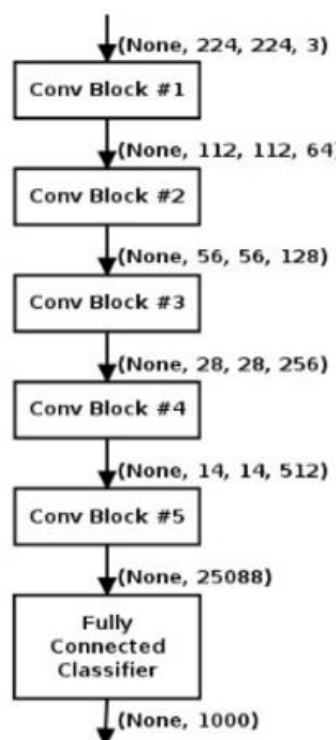 (None, 224, 224, 3)
Conv Block #1
(None, 112, 112, 64)
Conv Block #2
(None, 56, 56, 128)
Conv Block #3
(None, 28, 28, 256)
Conv Block #4
(None, 14, 14, 512)
Conv Block #5
(None, 25088)
Fully
Connected
Classifier
(None, 1000)